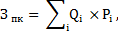 З пк = ∑ i Qi × Pi ,